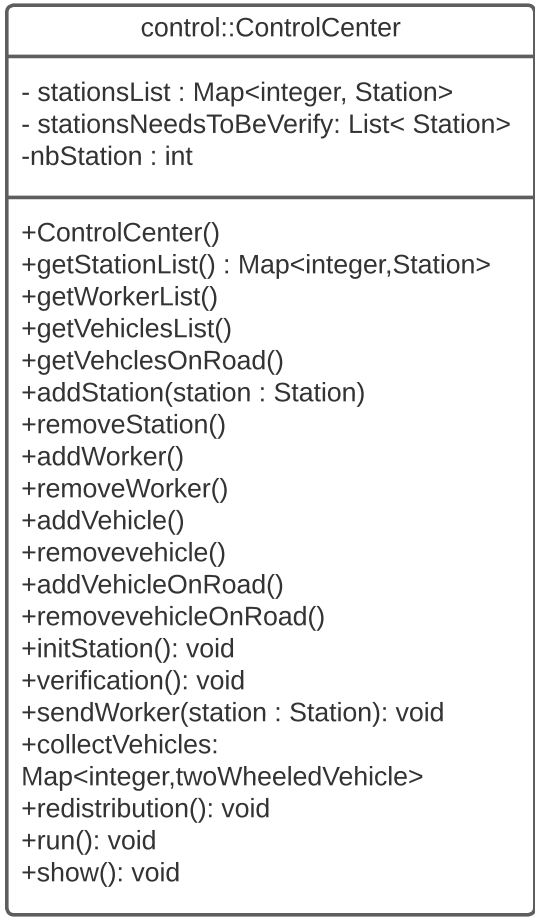 control::ControlCenter
- stationsList : Map<integer, Station>
- stationsNeedsToBeVerify: List< Station>
-nbStation : int
+ControlCenter()
+getStationList() : Map<integer,Station>
+getWorkerList()
+getVehiclesList()
+getVehclesOnRoad()
+addStation(station : Station)
+removeStation()
+addWorker()
+removeWorker()
+addVehicle()
+removevehicle()
+addVehicleOnRoad()
+removevehicleOnRoad()
+initStation(): void
+verification(): void
+sendWorker(station : Station): void
+collectVehicles:
Map<integer,twoWheeledVehicle>
+redistribution(): void
+run(): void
+show(): void